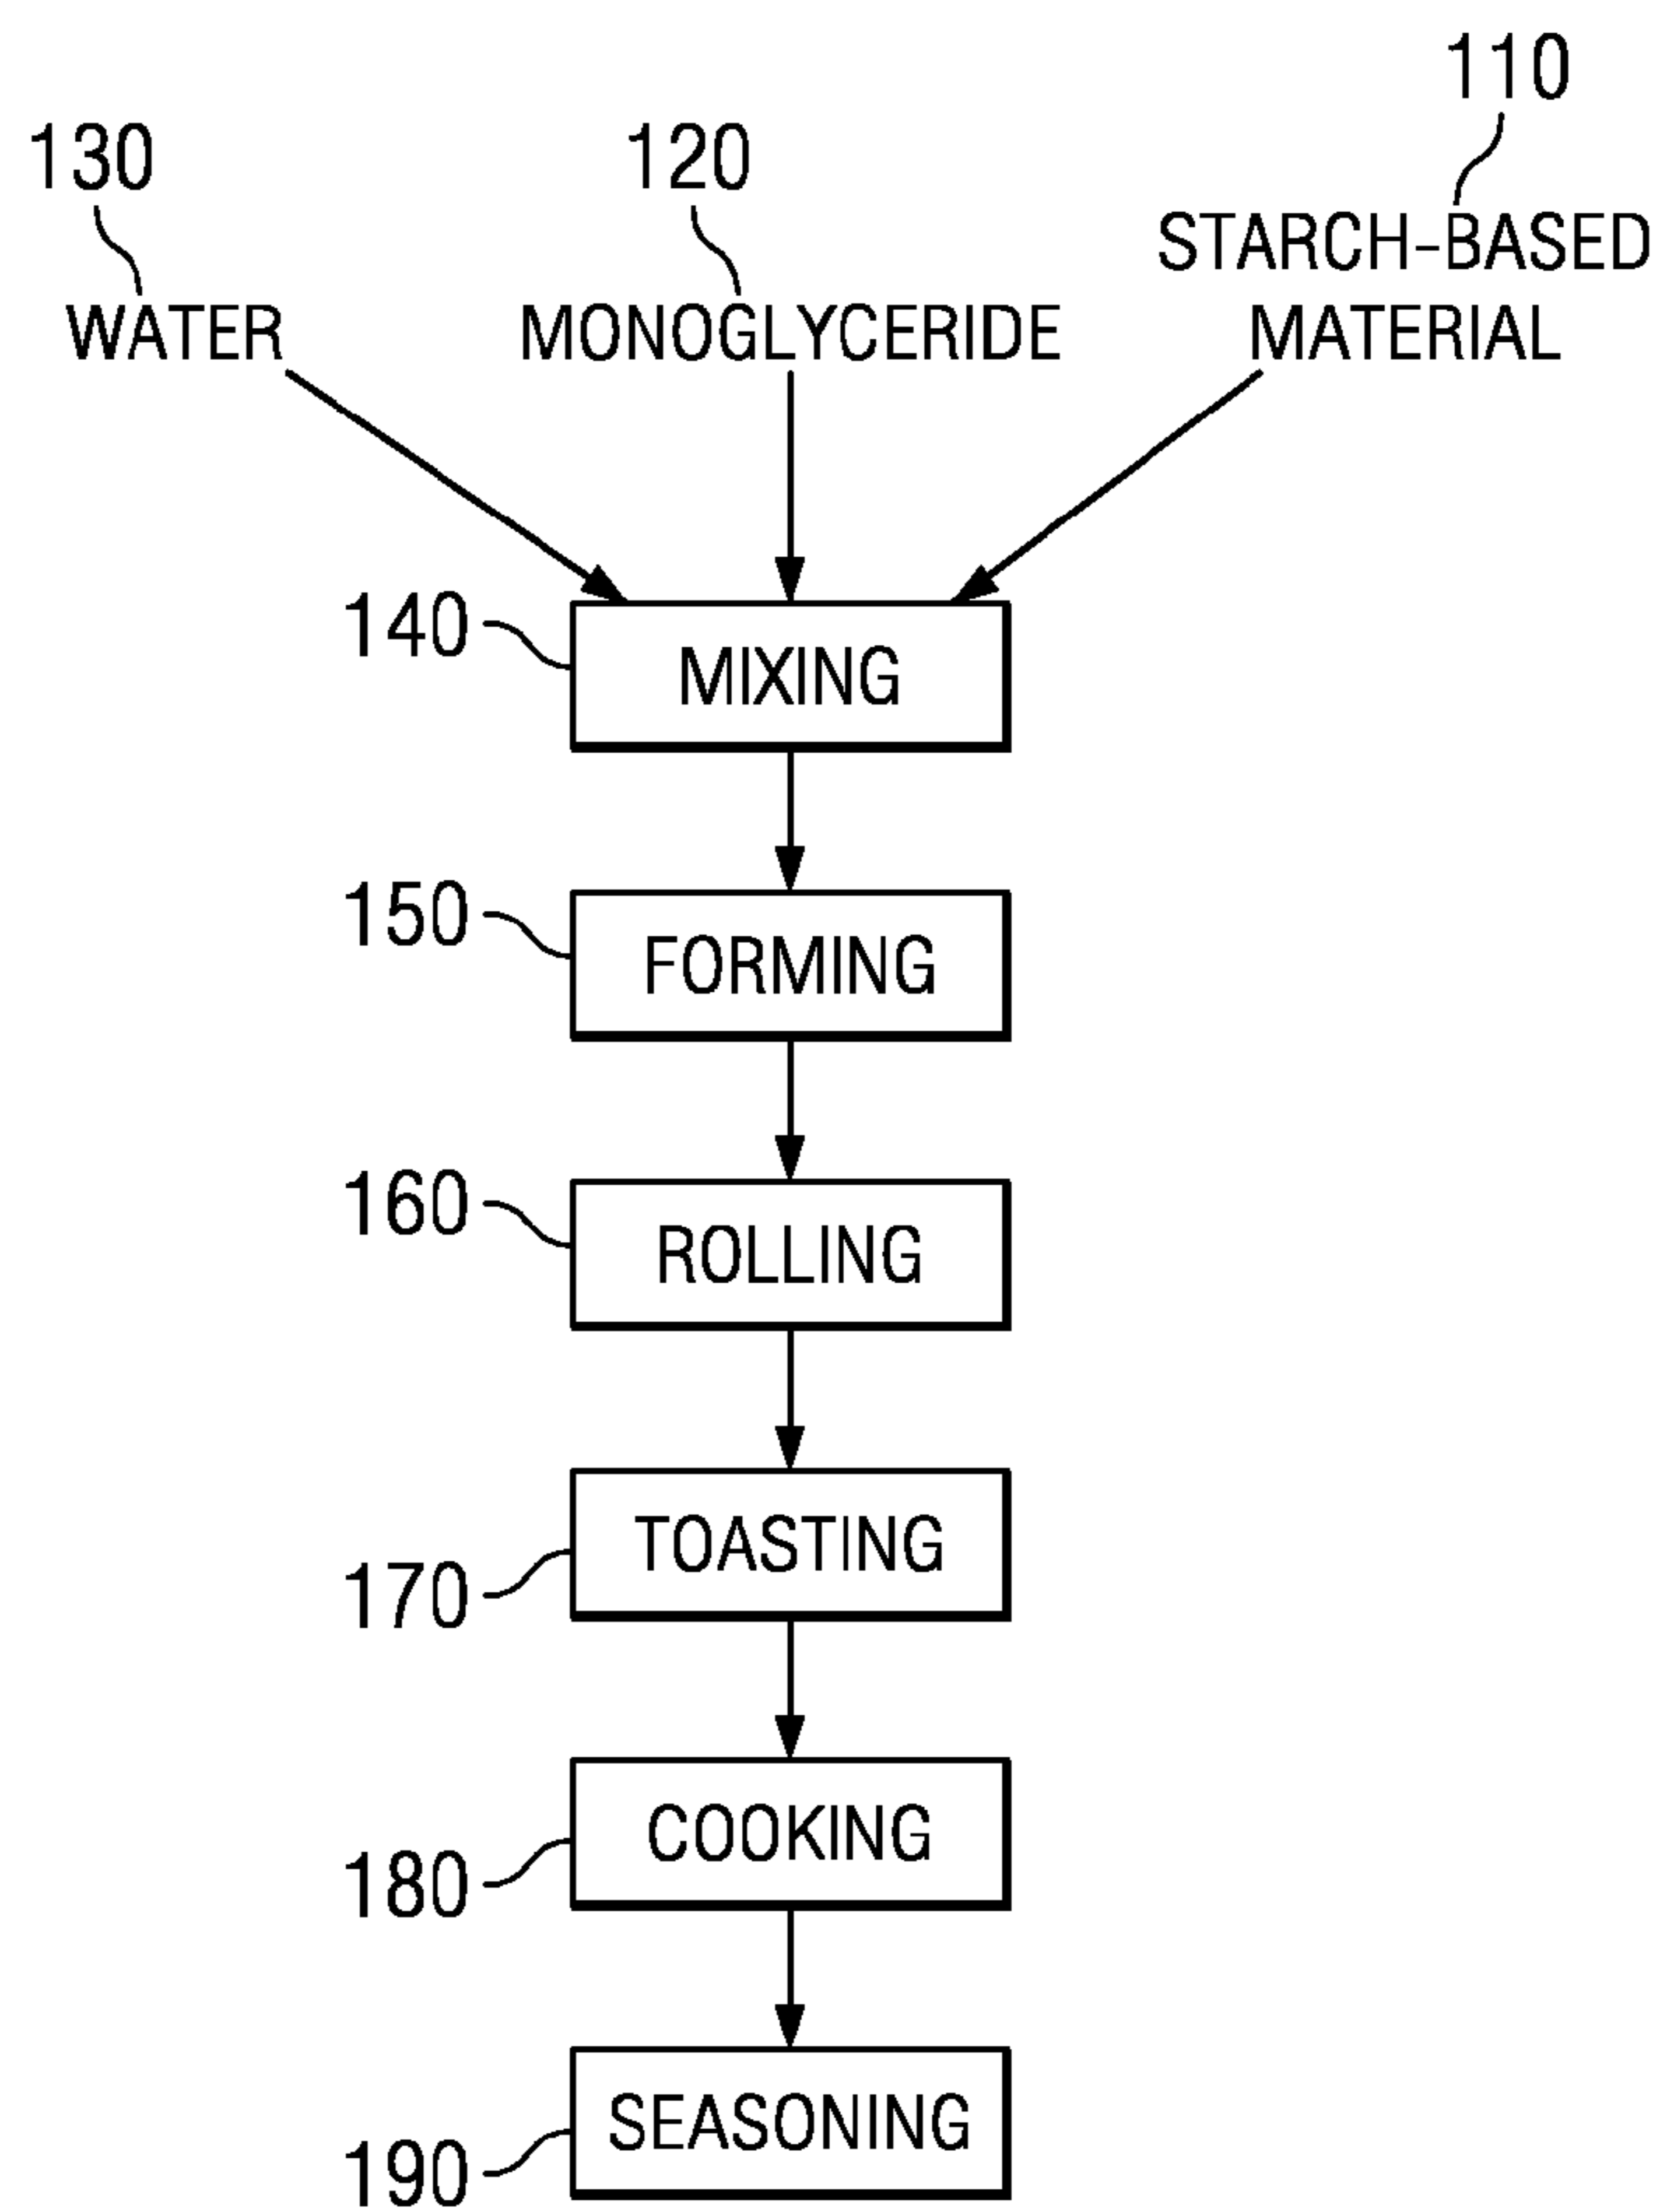 110
130
120
STARCH-BASED
WATER
MONOGLYCERIDE
MATERIAL
140
MIXING
150
FORMING
160
ROLLING
TOASTING
170
COOKING
180
SEASONING
190